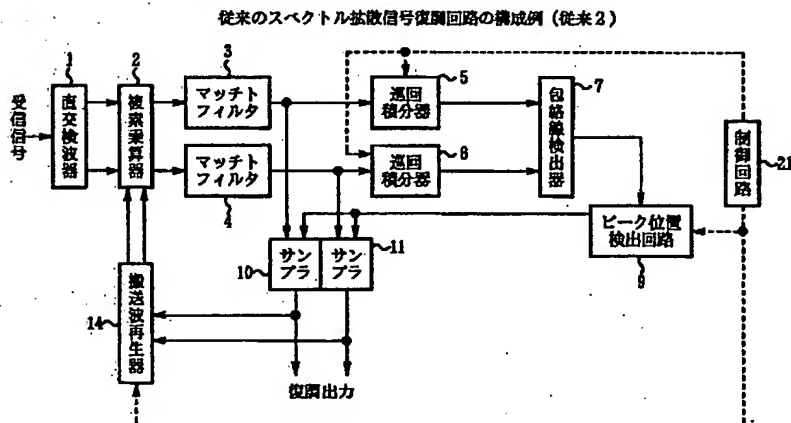 従来のスペクトル拡散信号復調回路の構成例（従来２）
1
2
3
受信信号
直交検波器
複素乗算器
マッチト
フィルタ
マッチト
フィルタ
4
5
巡回
積分器
6
巡回
積分器
7
包絡線検出器
制御回路
21
ピーク位置
検出回路
9
10
サン
プラ
サン
プラ
11
14
搬送波再生器
復調出力